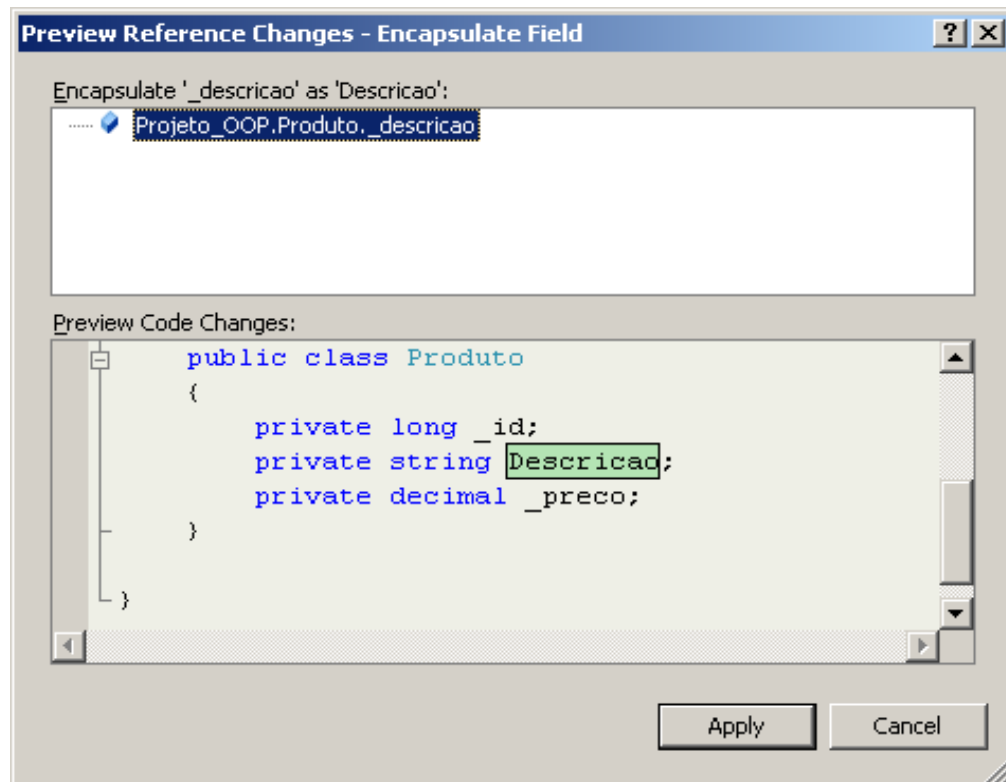 Preview Reference Changes - Encapsulate Field
Encapsulate '_descricao' as 'Descricao':
Projeto_OOP.Produto._descricao
Preview Code Changes:
public class Produto
{
private long _id;
private string Descricao;
private decimal _preco;
}
}
Apply Cancel